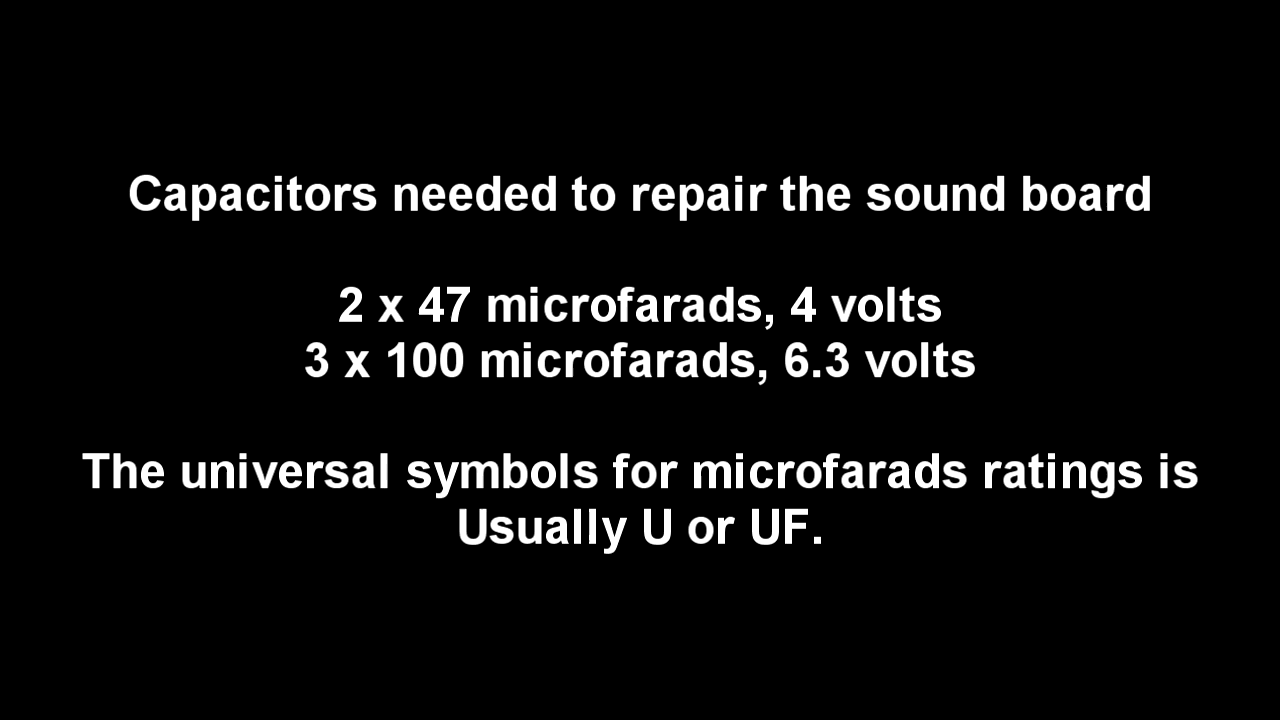 Capacitors needed to repair the sound board
2 x 47 microfarads, 4 volts
3 x 100 microfarads, 6.3 volts
The universal symbols for microfarads ratings is
Usually U or UF.